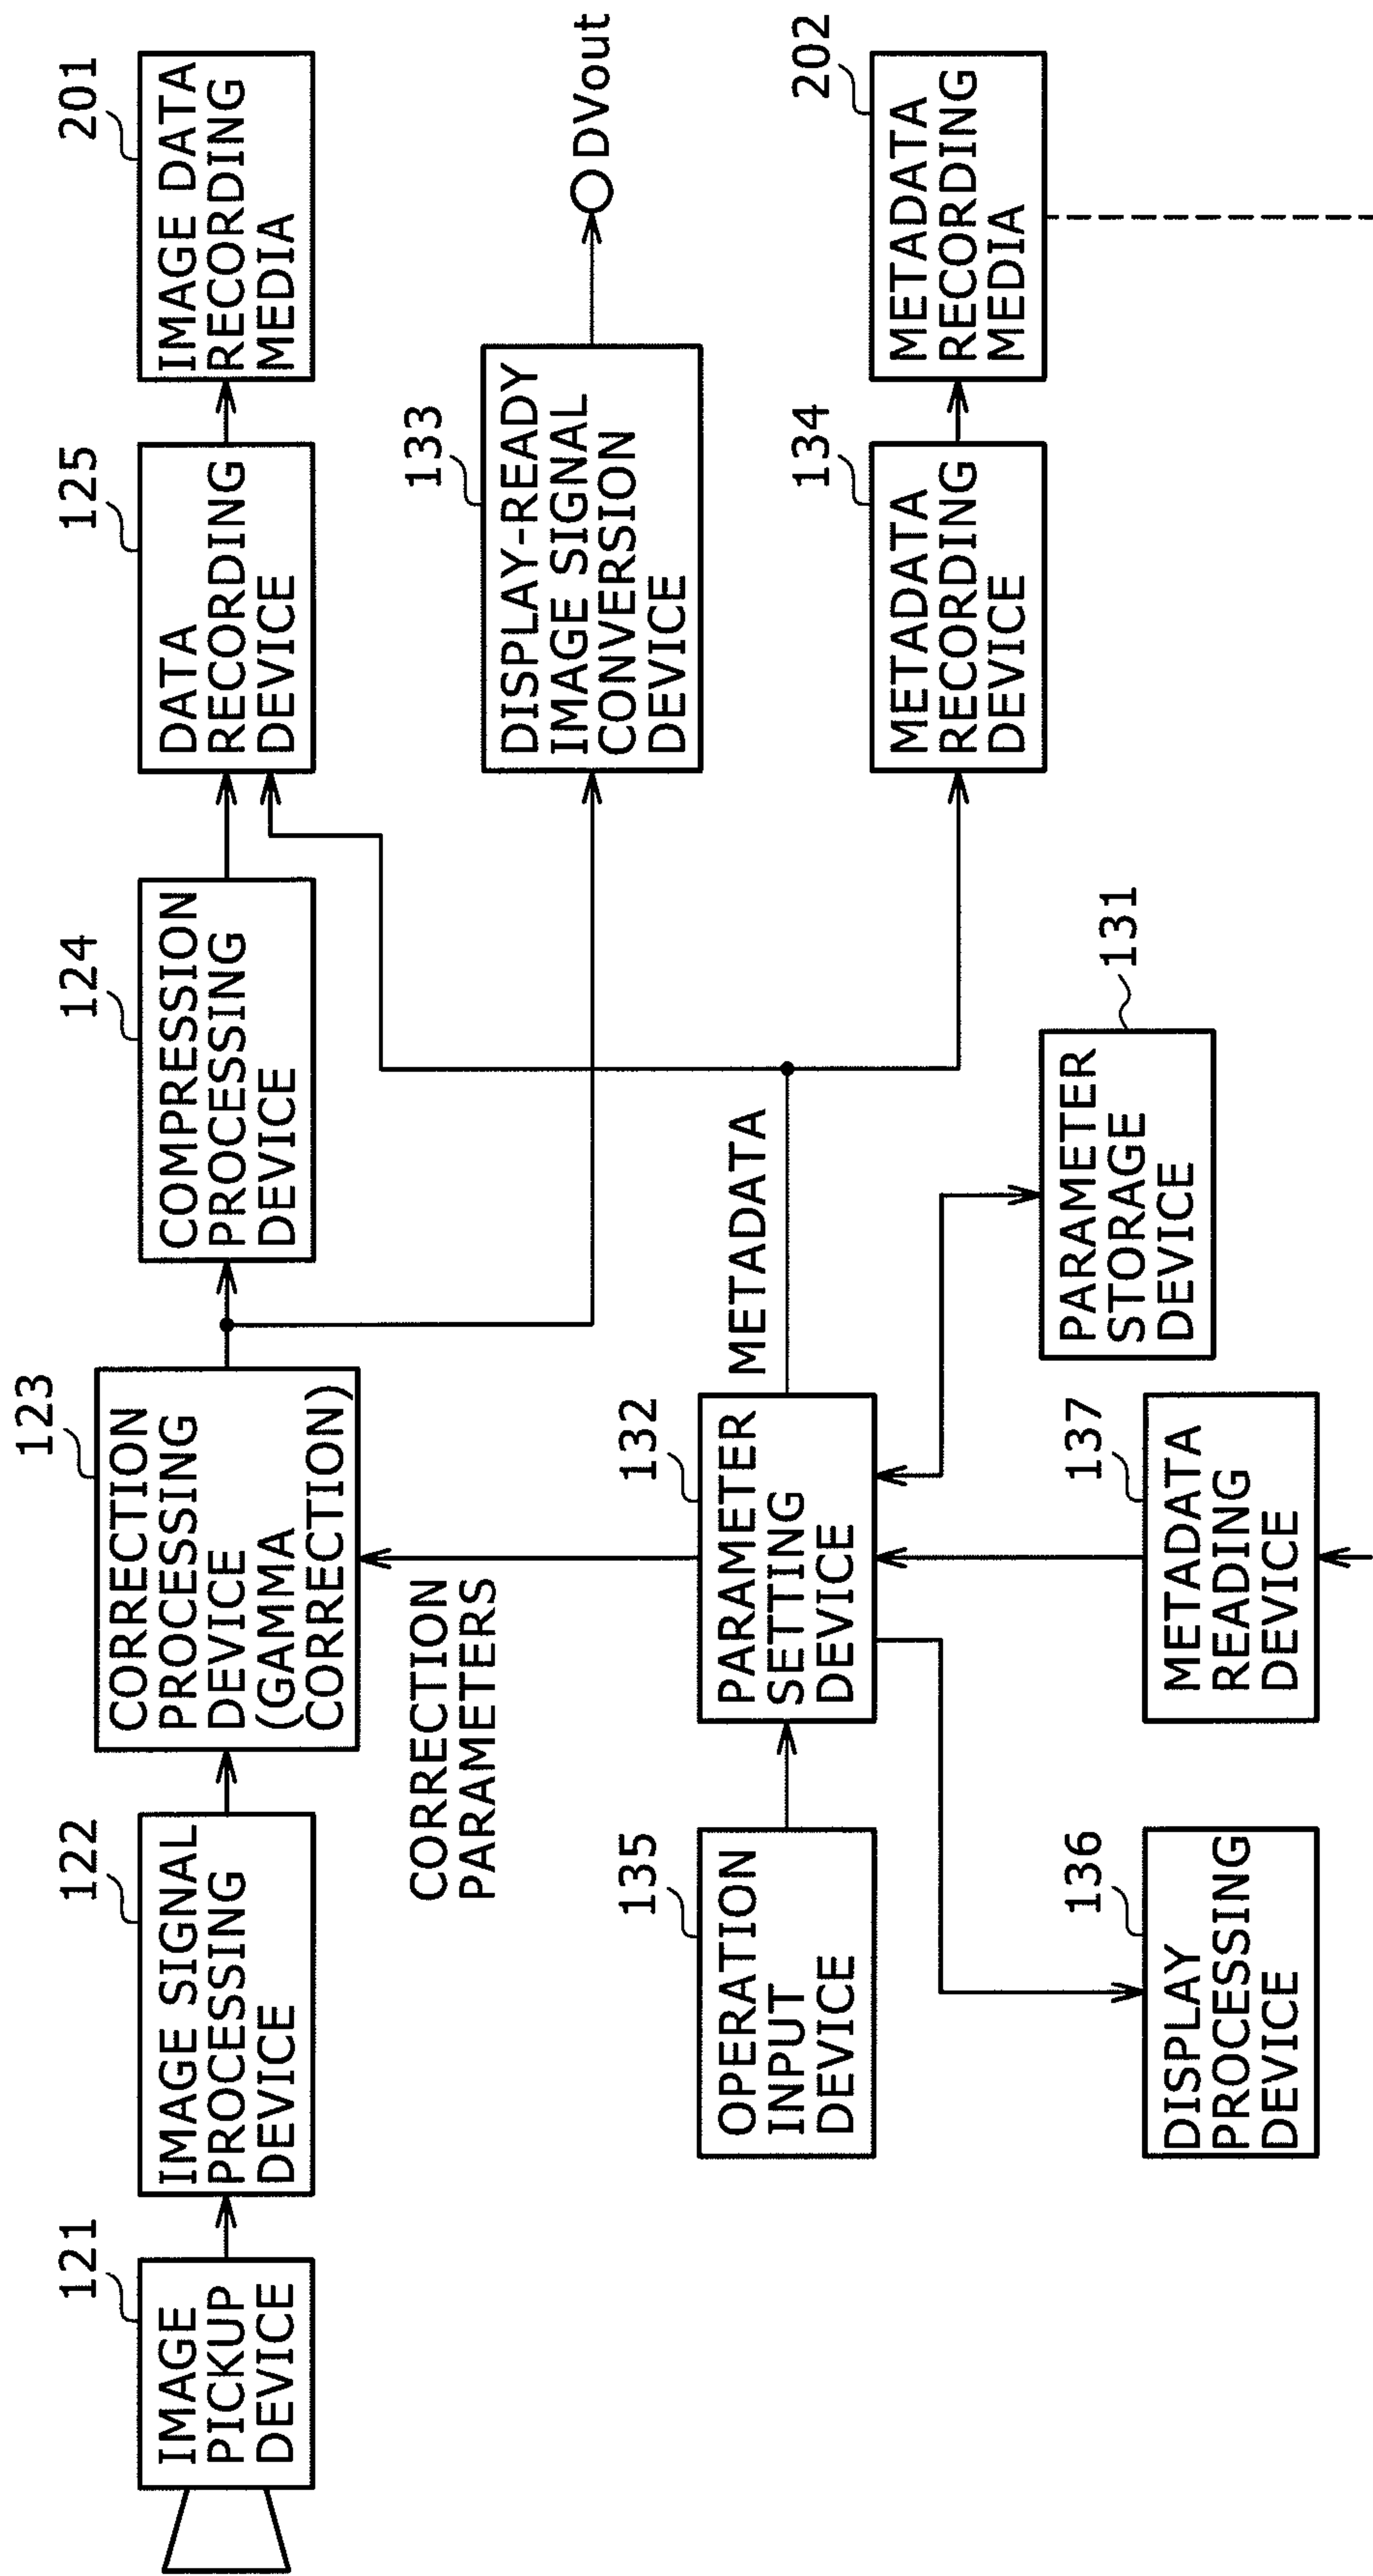 121
IMAGE
PICKUP
DEVICE
122
IMAGE SIGNAL
PROCESSING
DEVICE
123
CORRECTION
PROCESSING
DEVICE
(GAMMA
CORRECTION)
124
COMPRESSION
PROCESSING
DEVICE
125
DATA
RECORDING
DEVICE
201
IMAGE DATA
RECORDING
MEDIA
CORRECTION
PARAMETERS
133
DISPLAY-READY
IMAGE SIGNAL
CONVERSION
DEVICE
DVout
135
OPERATION
INPUT
DEVICE
132
PARAMETER
SETTING
DEVICE
METADATA
134
METADATA
RECORDING
DEVICE
202
METADATA
RECORDING
MEDIA
131
PARAMETER
STORAGE
DEVICE
136
DISPLAY
PROCESSING
DEVICE
137
METADATA
READING
DEVICE